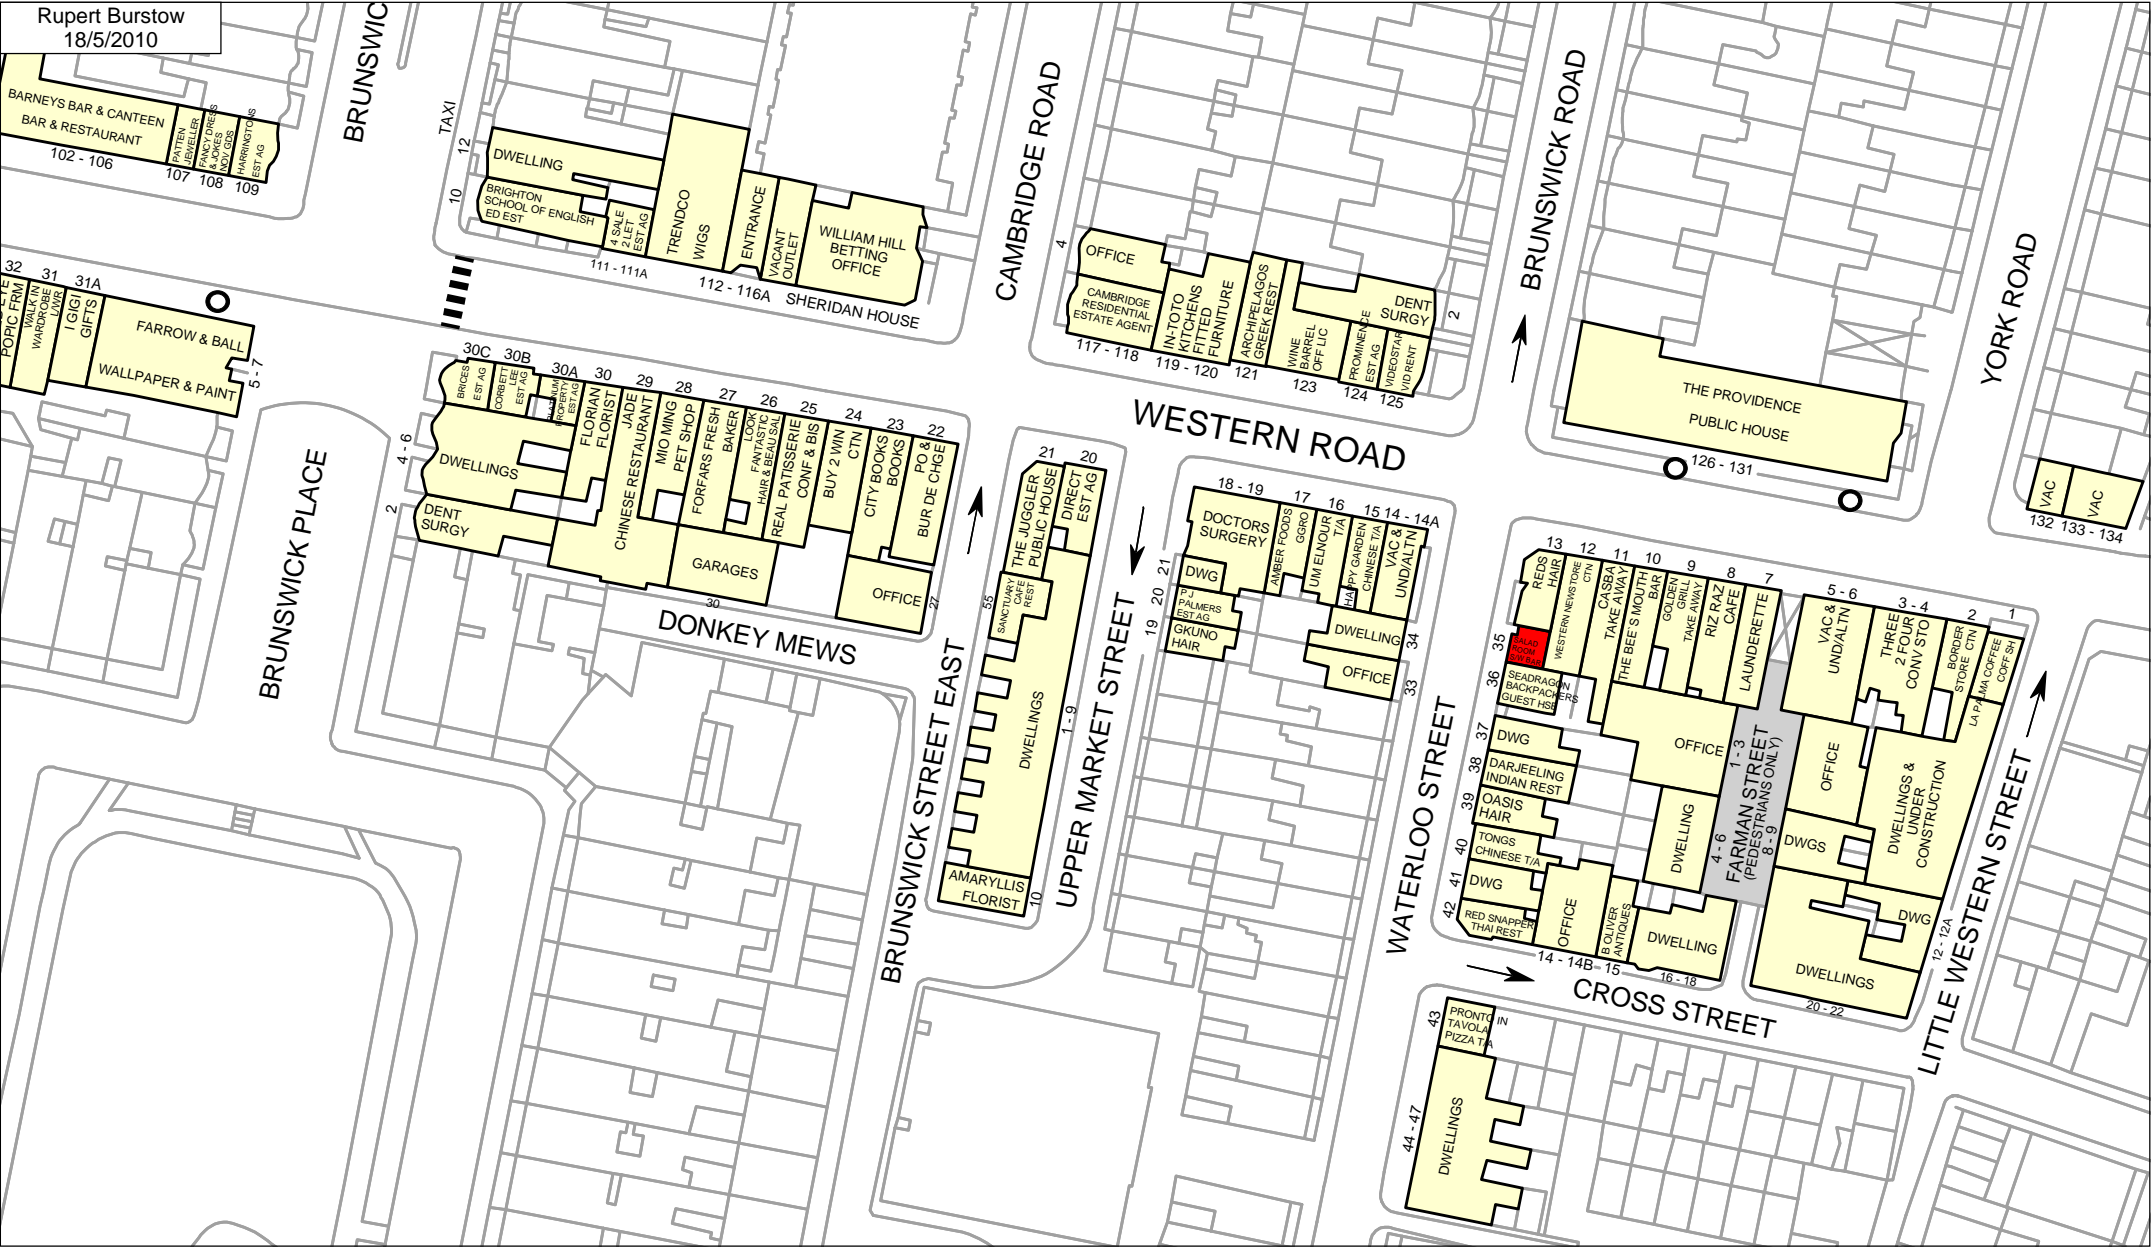 Rupert Burstow
18/5/2010
BRUNSWIC
BARNEYS BAR & CANTEEN
BAR & RESTAURANT
102 - 106
PATTEN
JEWELLER
107
FANCY DRESS
& JOKES
NOV GDS
108
HARRINGTONS
EST AG
109
TAXI
12
10
DWELLING
BRIGHTON
SCHOOL OF ENGLISH
ED EST
4 SALE
2 LET
EST AG
111 - 111A
TRENDCO
WIGS
ENTRANCE
VACANT
OUTLET
WILLIAM HILL
BETTING
OFFICE
112 - 116A
SHERIDAN HOUSE
CAMBRIDGE ROAD
4
OFFICE
CAMBRIDGE
RESIDENTIAL
ESTATE AGENT
117 - 118
IN-TOTO
KITCHENS
FITTED
FURNITURE
119 - 120
ARCHIPELAGOS
GREEK REST
121
WINE
BARREL
OFF LIC
123
DENT
SURGY
2
PROMINENCE
EST AG
124
VIDEOSTAR
VID RENT
125
BRUNSWICK ROAD
THE PROVIDENCE
PUBLIC HOUSE
126 - 131
YORK ROAD
VAC
VAC
132
133 - 134
WESTERN ROAD
32
POPIC FRM
31
WALK IN
WARDROBE
L/WR
31A
I GIGI
GIFTS
FARROW & BALL
WALLPAPER & PAINT
5 - 7
BRUNSWICK PLACE
30C
BRICES
EST AG
30B
CORBETT
LEE
EST AG
30A
PLATINUM
PROPERTY
EST AG
30
FLORIAN
FLORIST
29
JADE
CHINESE RESTAURANT
28
MIO MING
PET SHOP
27
FORFARS FRESH
BAKER
26
LOOK
FANTASTIC
HAIR & BEAU SAL
25
REAL PATISSERIE
CONF & BIS
24
BUY 2 WIN
CTN
23
CITY BOOKS
BOOKS
22
PO &
BUR DE CHGE
4 - 6
DWELLINGS
2
DENT
SURGY
GARAGES
30
OFFICE
27
DONKEY MEWS
BRUNSWICK STREET EAST
21
THE JUGGLER
PUBLIC HOUSE
20
DIRECT
EST AG
55
SANCTUARY
CAFE
REST
DWELLINGS
1 - 9
AMARYLLIS
FLORIST
10
UPPER MARKET STREET
18 - 19
DOCTORS
SURGERY
17
AMBER FOODS
GGRO
16
UM ELNOUR
T/A
15
HAPPY GARDEN
CHINESE T/A
14 - 14A
VAC &
UND/ALTN
21
DWG
20
P J
PALMERS
EST AG
19
GKUNO
HAIR
DWELLING
34
OFFICE
33
WATERLOO STREET
13
REDS
HAIR
12
WESTERN NEWSTORE
CTN
11
CASBA
TAKE AWAY
10
THE BEE'S MOUTH
BAR
9
GOLDEN
GRILL
TAKE AWAY
8
RIZ RAZ
CAFE
7
LAUNDERETTE
5 - 6
VAC &
UND/ALTN
3 - 4
THREE
2 FOUR
CONV STO
2
BORDER
STORE CTN
1
LA PALMA COFFEE
COFF SH
35
SALAD
ROOM
S/W BAR
36
SEADRAGON
BACKPACKERS
GUEST HSE
37
DWG
38
DARJEELING
INDIAN REST
39
OASIS
HAIR
40
TONGS
CHINESE T/A
41
DWG
42
RED SNAPPER
THAI REST
OFFICE
1 - 3
DWELLING
4 - 6
FARMAN STREET
(PEDESTRIANS ONLY)
8 - 9
OFFICE
DWGS
DWELLINGS &
UNDER
CONSTRUCTION
OFFICE
14 - 14B
B OLIVER
ANTIQUES
15
DWELLING
16 - 18
DWG
12 - 12A
DWELLINGS
20 - 22
LITTLE WESTERN STREET
CROSS STREET
43
PRONTO IN
TAVOLA
PIZZA T/A
44 - 47
DWELLINGS